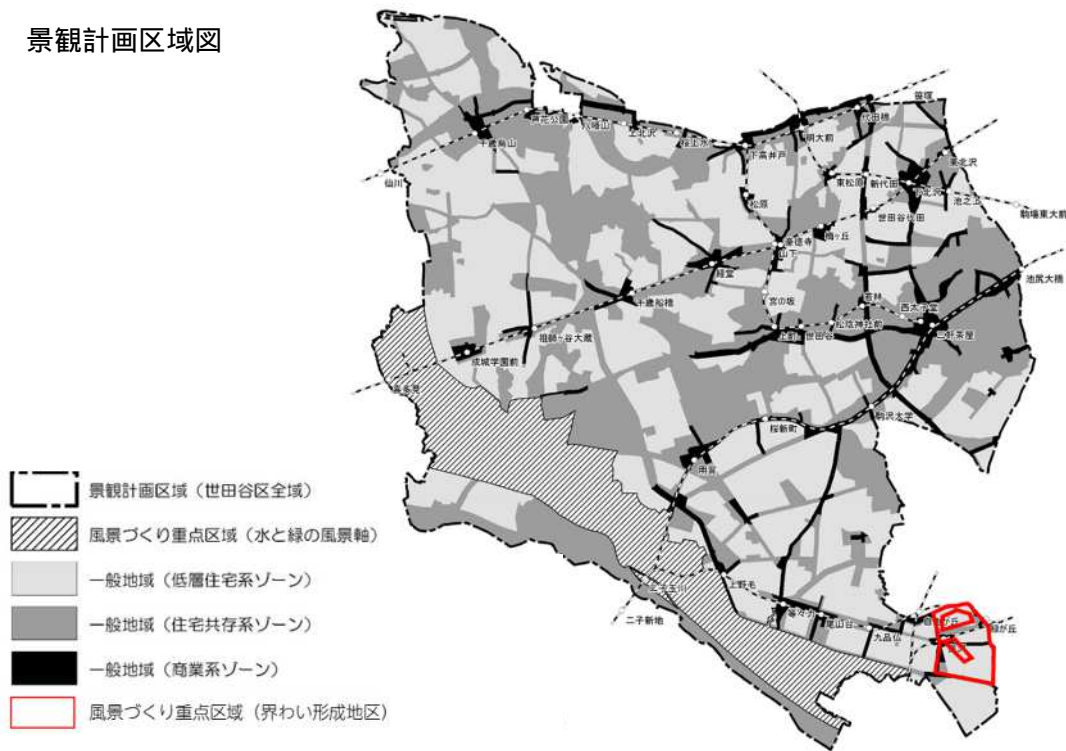 景観計画区域図
笹塚
代田橋
明大前
下高井戸
桜上水
上北沢
八幡山
芦花公園
千歳烏山
仙川
東北沢
下北沢
池之上
駒場東大前
新代田
東松原
松原
世田谷代田
梅ヶ丘
豪徳寺
山下
経堂
宮の坂
千歳船橋
祖師ヶ谷大蔵
成城学園前
喜多見
池尻大橋
若林
西太子堂
三軒茶屋
松陰神社前
世田谷
上町
駒沢大学
桜新町
用賀
二子玉川
二子新地
上野毛
等々力
尾山台
九品仏
自由が丘
緑が丘
景観計画区域(世田谷区全域)
風景づくり重点区域(水と緑の風景軸)
一般地域(低層住宅系ゾーン)
一般地域(住宅共存系ゾーン)
一般地域(商業系ゾーン)
風景づくり重点区域(界わい形成地区)